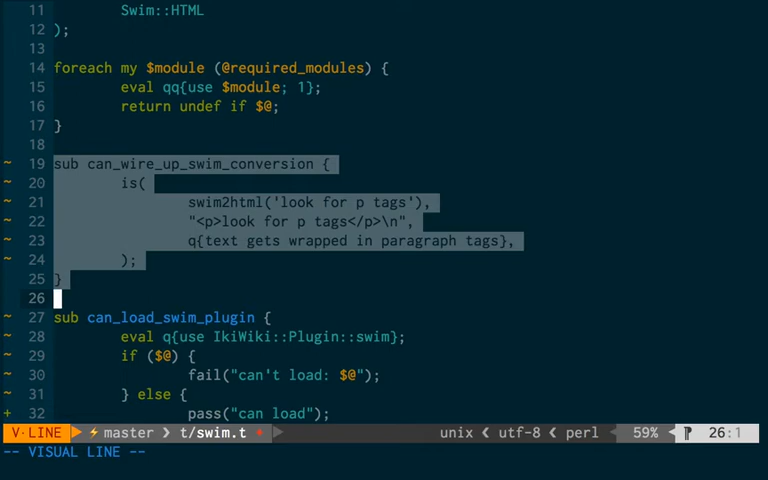 11 Swim::HTML
12 );
13
14 foreach my $module (@required_modules) {
15 eval qq{use $module; 1};
16 return undef if $@;
17 }
18
~ 19 sub can_wire_up_swim_conversion {
~ 20 is(
~ 21 swim2html('look for p tags'),
~ 22 "<p>look for p tags</p>\n",
~ 23 q{text gets wrapped in paragraph tags},
~ 24 );
~ 25 }
26
~ 27 sub can_load_swim_plugin {
~ 28 eval q{use IkiWiki::Plugin::swim};
~ 29 if ($@) {
~ 30 fail("can't load: $@");
~ 31 } else {
+ 32 pass("can load");
V·LINE master t/swim.t unix utf-8 perl 59% 26:1
-- VISUAL LINE --